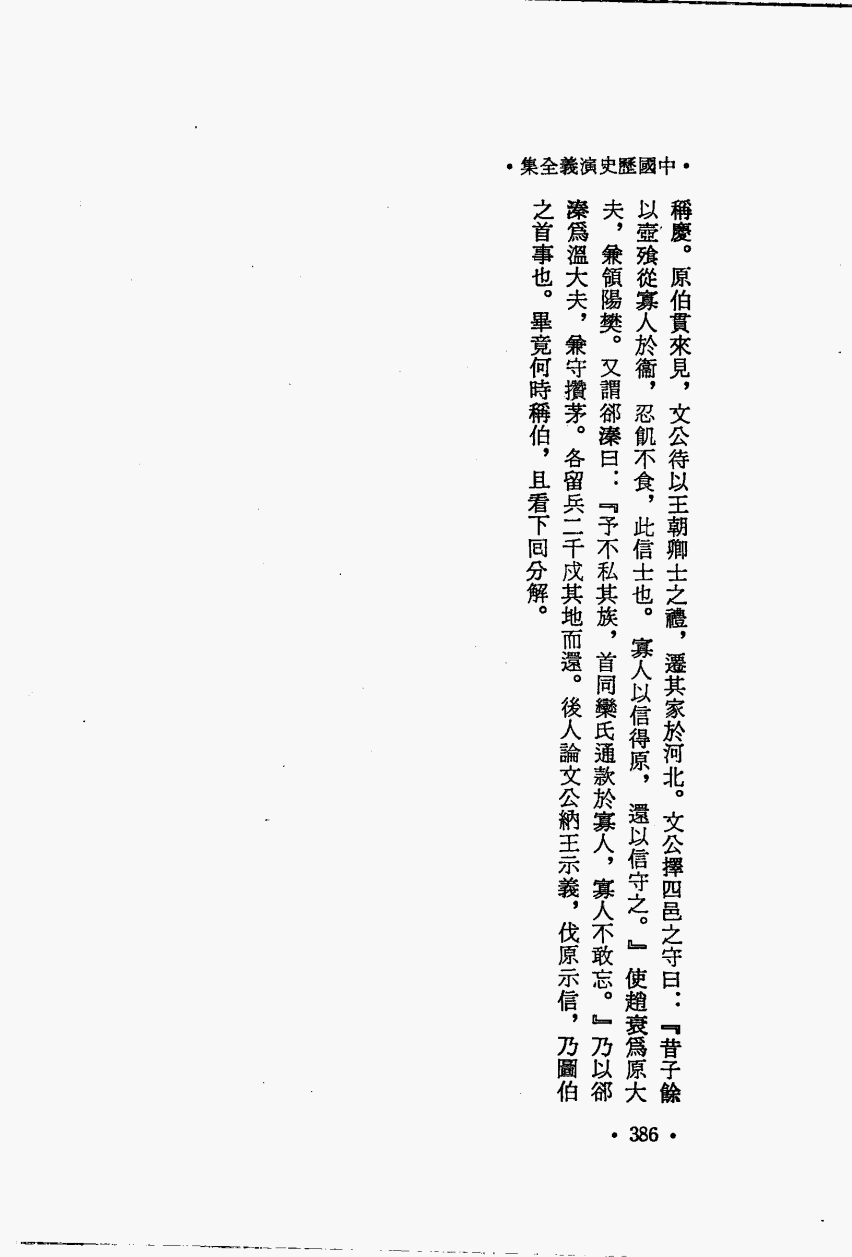 •中國歷史演義全集•
稱慶。原伯貫來見，文公待以王朝卿士之禮，遷其家於河北。文公擇四邑之守曰：『昔子餘
以壺飱從寡人於衞，忍飢不食，此信士也。寡人以信得原，還以信守之。』使趙衰爲原大
夫，兼領陽樊。又謂郤溱曰：『予不私其族，首同欒氏通款於寡人，寡人不敢忘。』乃以郤
溱爲溫大夫，兼守攢茅。各留兵二千戍其地而還。後人論文公納王示義，伐原示信，乃圖伯
之首事也。畢竟何時稱伯，且看下囘分解。
•386•